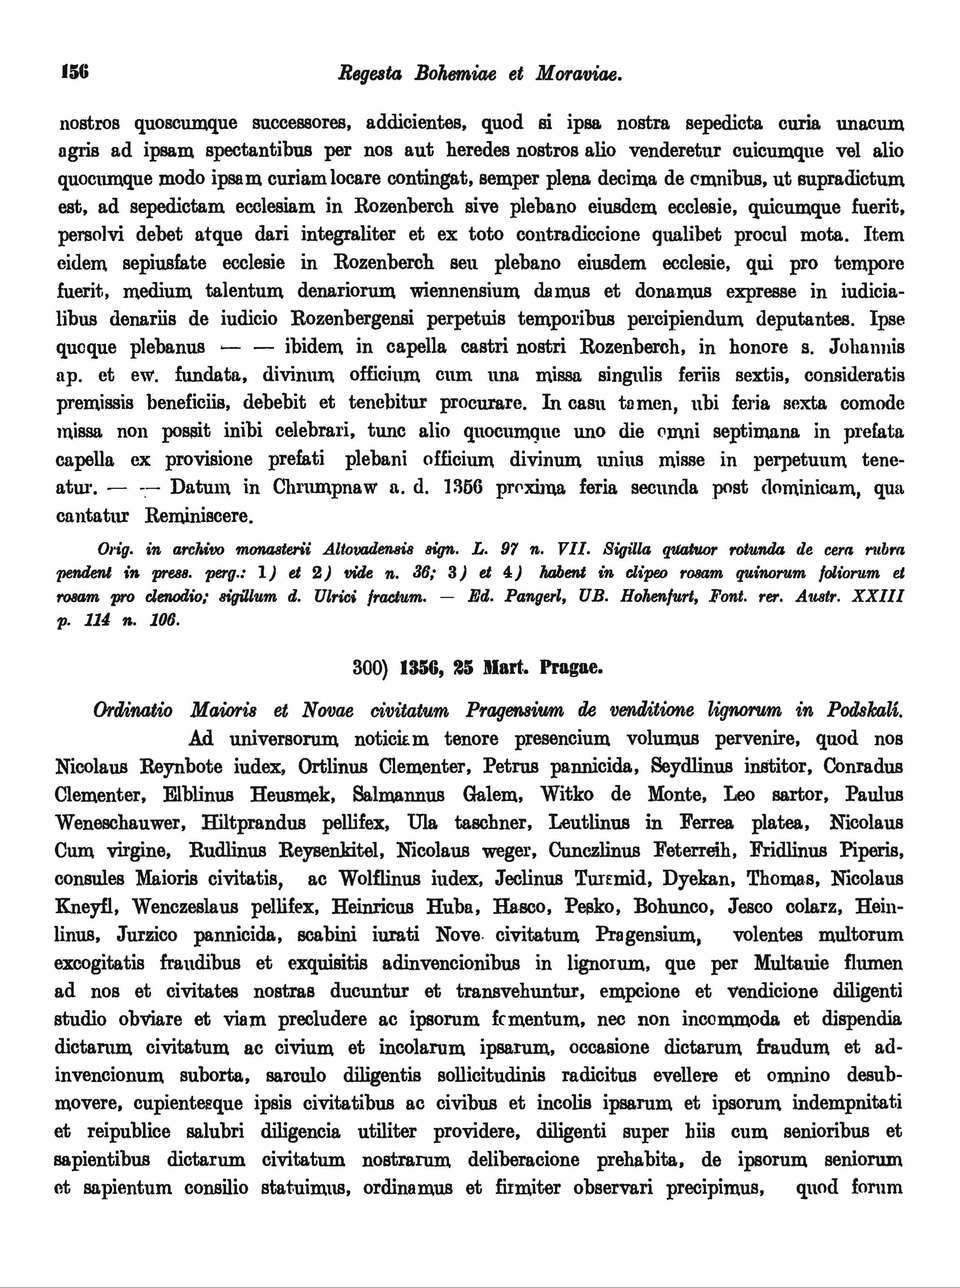 156 Regesta Bohemiae et Moraviae.
nostros quoscumque successores, addicientes, quod si ipsa nostra sepedicta curia unacum
agris ad ipsam spectantibus per nos aut heredes nostros alio venderetur cuicumque vel alio
quocumque modo ipsam curiam locare contingat, semper plena decima de omnibus, ut supradictum
est, ad sepedictam ecclesiam in Rozenberch sive plebano eiusdem ecclesie, quicumque fuerit,
persolvi debet atque dari integraliter et ex toto contradiccione qualibet procul mota. Item
eidem sepiusfate ecclesie in Rozenberch seu plebano eiusdem ecclesie, qui pro tempore
fuerit, medium talentum denariorum wiennensium damus et donamus expresse in iudicia-
libus denariis de iudicio Rozenbergensi perpetuis temporibus percipiendum deputantes. Ipse
quoque plebanus — — ibidem in capella castri nostri Rozenberch, in honore s. Johannis
ap. et ew. fundata, divinum officium cum una missa singulis feriis sextis, consideratis
premissis beneficiis, debebit et tenebitur procurare. In casu tamen, ubi feria sexta comode
missa non possit inibi celebrari, tunc alio quocumque uno die omni septimana in prefata
capella ex provisione prefati plebani officium divinum unius misse in perpetuum tene-
atur. — — Datum in Chrumpnaw a. d. 1356 proxima feria secunda post dominicam, qua
cantatur Reminiscere.
Orig. in archivo monasterii Altovadensis sign. L. 97 n. VII. Sigilla quatuor rotunda de cera rubra
pendent in press. perg.: 1) et 2) vide n. 36; 3) et 4) habent in clipeo rosam quinorum foliorum et
rosam pro clenodio; sigillum d. Ulrici fractum. — Ed. Pangerl, UB. Hohenfurt, Font. rer. Austr. XXIII
p. 114 n. 106.
300) 1356, 25 Mart. Pragae.
Ordinatio Maioris et Novae civitatum Pragensium de venditione lignorum in Podskalí.
Ad universorum noticiam tenore presencium volumus pervenire, quod nos
Nicolaus Reynbote iudex, Ortlinus Clementer, Petrus pannicida, Seydlinus institor, Conradus
Clementer, Elblinus Heusmek, Salmannus Galem, Witko de Monte, Leo sartor, Paulus
Weneschauwer, Hiltprandus pellifex, Ula taschner, Leutlinus in Ferrea platea, Nicolaus
Cum virgine, Rudlinus Reysenkitel, Nicolaus weger, Cunczlinus Feterreih, Fridlinus Piperis,
consules Maioris civitatis, ac Wolflinus iudex, Jeclinus Turemid, Dyekan, Thomas, Nicolaus
Kneyfl, Wenczeslaus pellifex, Heinricus Huba, Hasco, Pesko, Bohunco, Jesco colarz, Hein-
linus, Jurzico pannicida, scabini iurati Nove civitatum Pragensium, volentes multorum
excogitatis fraudibus et exquisitis adinvencionibus in lignorum, que per Multauie flumen
ad nos et civitates nostras ducuntur et transvehuntur, empcione et vendicione diligenti
studio obviare et viam precludere ac ipsorum fomentum, nec non incommoda et dispendia
dictarum civitatum ac civium et incolarum ipsarum, occasione dictarum fraudum et ad-
invencionum suborta, sarculo diligentis sollicitudinis radicitus evellere et omnino desub-
movere, cupientesque ipsis civitatibus ac civibus et incolis ipsarum et ipsorum indempnitati
et reipublice salubri diligencia utiliter providere, diligenti super hiis cum senioribus et
sapientibus dictarum civitatum nostrarum deliberacione prehabita, de ipsorum seniorum
et sapientum consilio statuimus, ordinamus et firmiter observari precipimus, quod forum